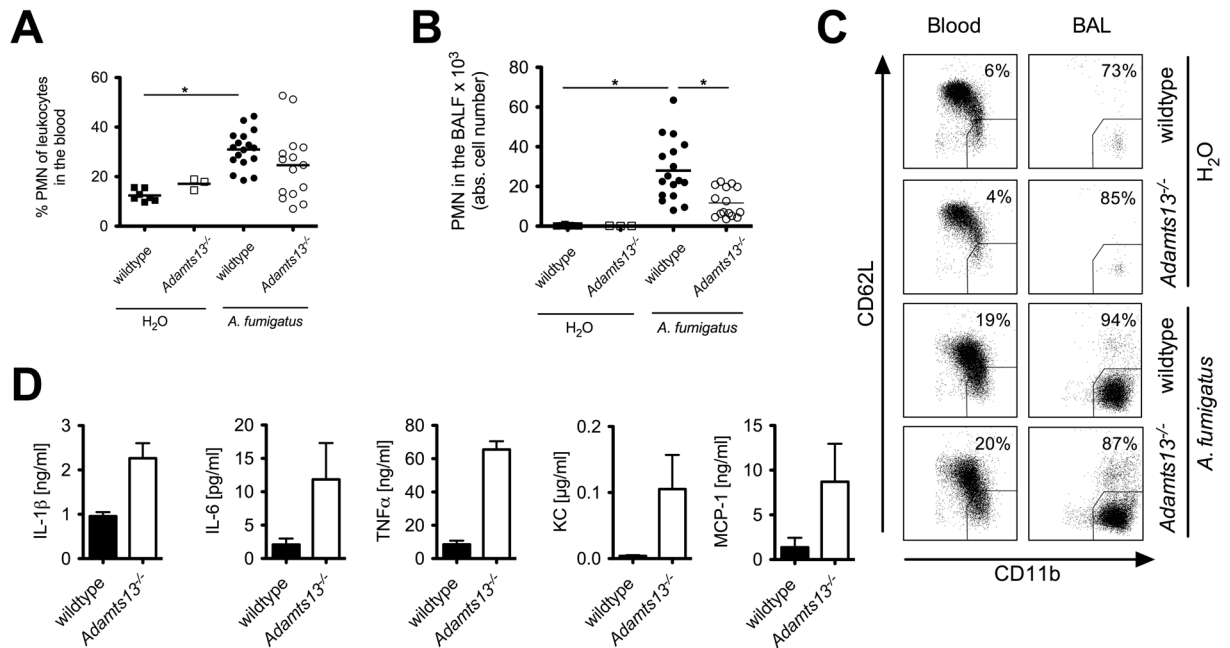 A
% PMN of leukocytes
in the blood
60
40
20
0
*
wildtype
Adamts13-/-
wildtype
Adamts13-/-
H2O
A. fumigatus
B
PMN in the BALF x 10³
(abs. cell number)
80
60
40
20
0
*
*
wildtype
Adamts13-/-
wildtype
Adamts13-/-
H2O
A. fumigatus
C
Blood
BAL
6%
73%
4%
85%
19%
94%
20%
87%
CD62L
CD11b
wildtype
Adamts13-/-
wildtype
Adamts13-/-
H2O
A. fumigatus
D
IL-1β [ng/ml]
3
2
1
0
wildtype
Adamts13-/-
IL-6 [pg/ml]
20
15
10
5
0
wildtype
Adamts13-/-
TNFα [ng/ml]
80
60
40
20
0
wildtype
Adamts13-/-
KC [µg/ml]
0.2
0.1
0.0
wildtype
Adamts13-/-
MCP-1 [ng/ml]
15
10
5
0
wildtype
Adamts13-/-